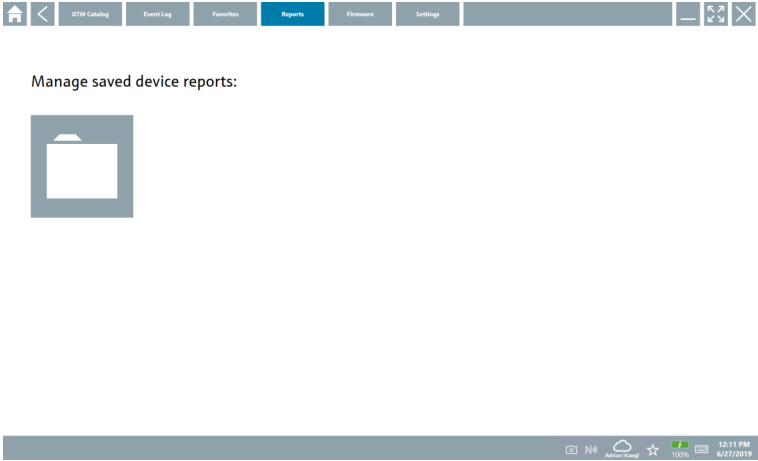 DTM Catalog Event Log Favorites Reports Firmware Settings
Manage saved device reports:
12:11 PM
Adrian Stangl 100% 6/27/2019